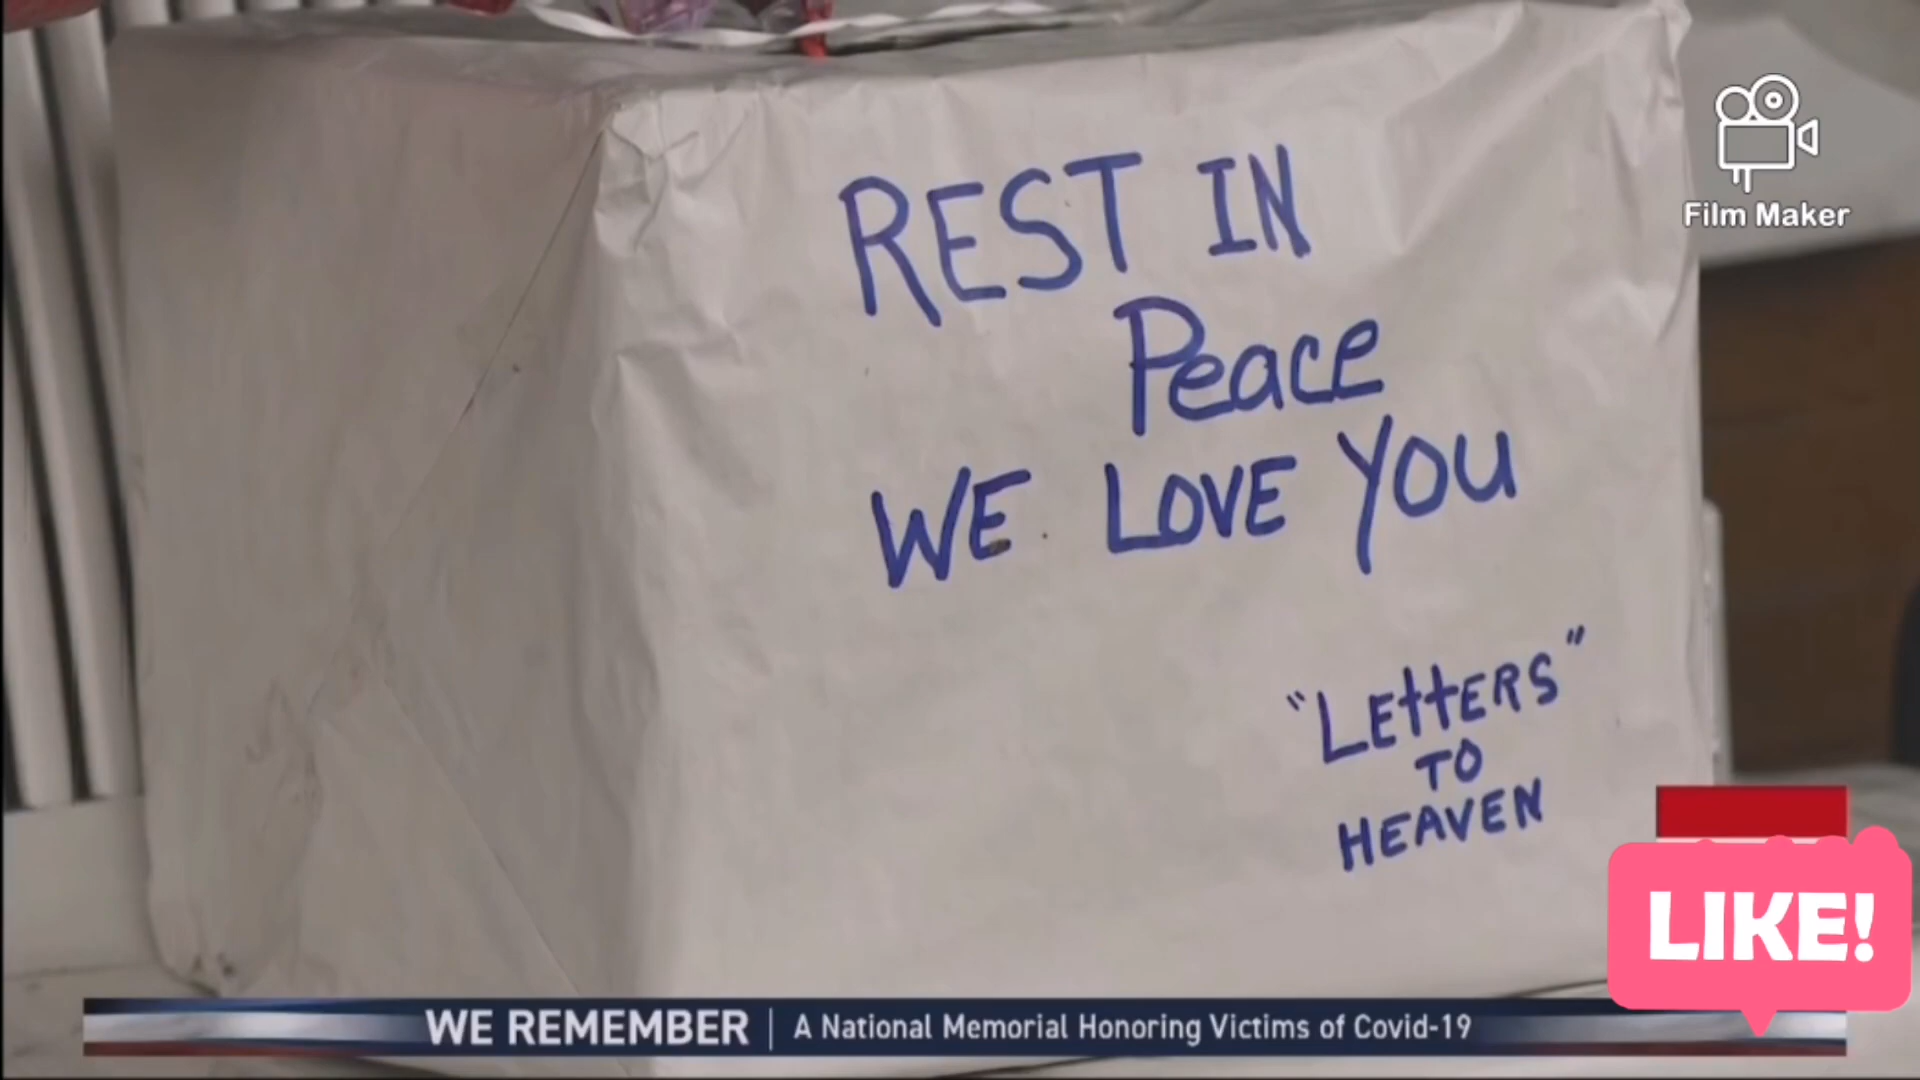 REST IN
Peace
WE LOVE YOU
"LEttERS"
TO
HEAVEN
Film Maker
LIKE!
WE REMEMBER | A National Memorial Honoring Victims of Covid-19